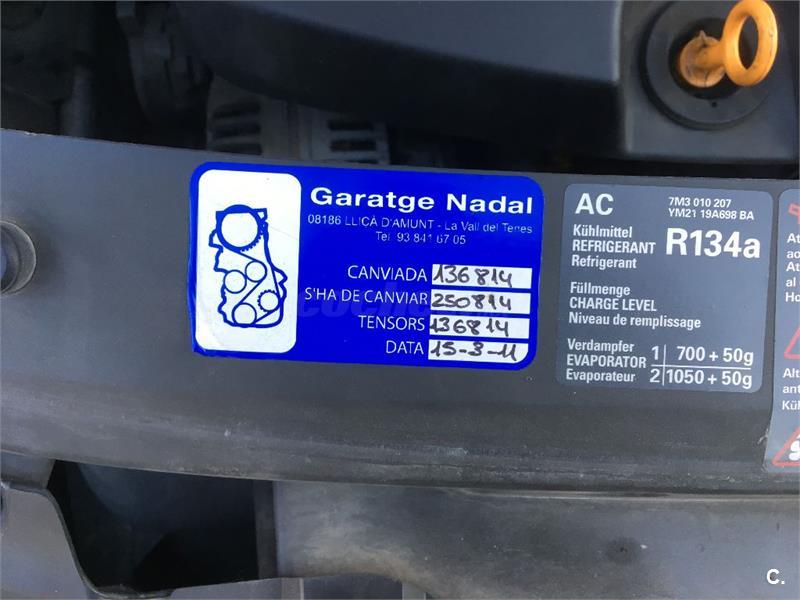 Garatge Nadal
08186 LLIÇÀ D'AMUNT - La Vall del Tenes
Tel. 93 841 67 05
CANVIADA 136814
S'HA DE CANVIAR 250814
TENSORS 136814
DATA 15-3-11
AC
7M3 010 207
YM21 19A698 BA
Kühlmittel
REFRIGERANT R134a
Refrigerant
Füllmenge
CHARGE LEVEL
Niveau de remplissage
Verdampfer
EVAPORATOR 1 700 + 50g
Evaporateur 2 1050 + 50g
C.